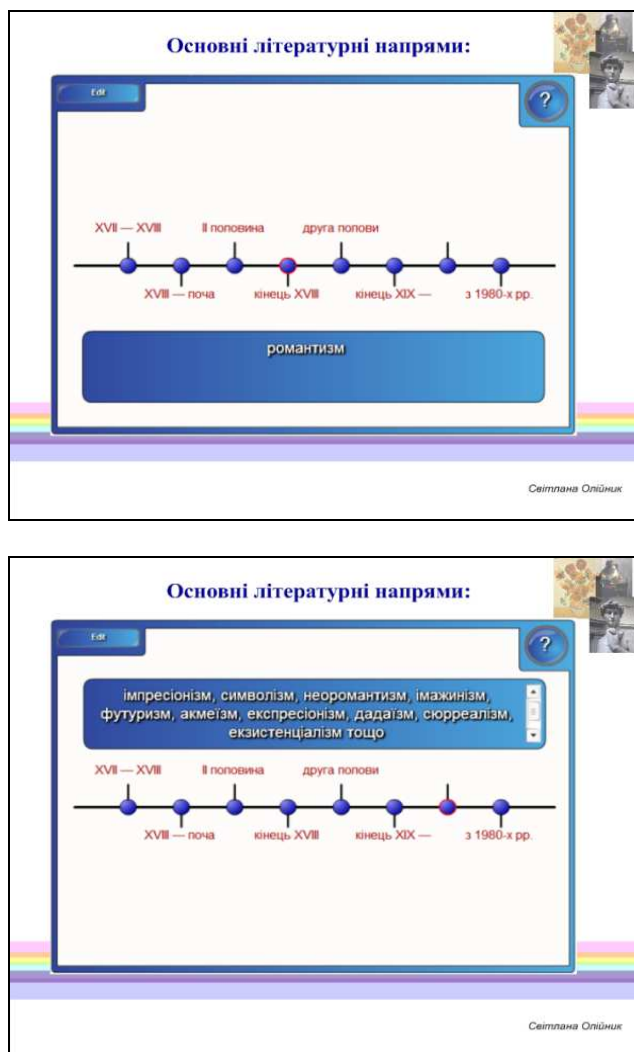 Основні літературні напрями:
Edit
?
XVII — XVIII
II половина
друга полови
XVIII — поча
кінець XVIII
кінець XIX —
з 1980-х рр.
романтизм
Світлана Олійник
Основні літературні напрями:
Edit
?
імпресіонізм, символізм, неоромантизм, імажинізм,
футуризм, акмеїзм, експресіонізм, дадаїзм, сюрреалізм,
екзистенціалізм тощо
XVII — XVIII
II половина
друга полови
XVIII — поча
кінець XVIII
кінець XIX —
з 1980-х рр.
Світлана Олійник